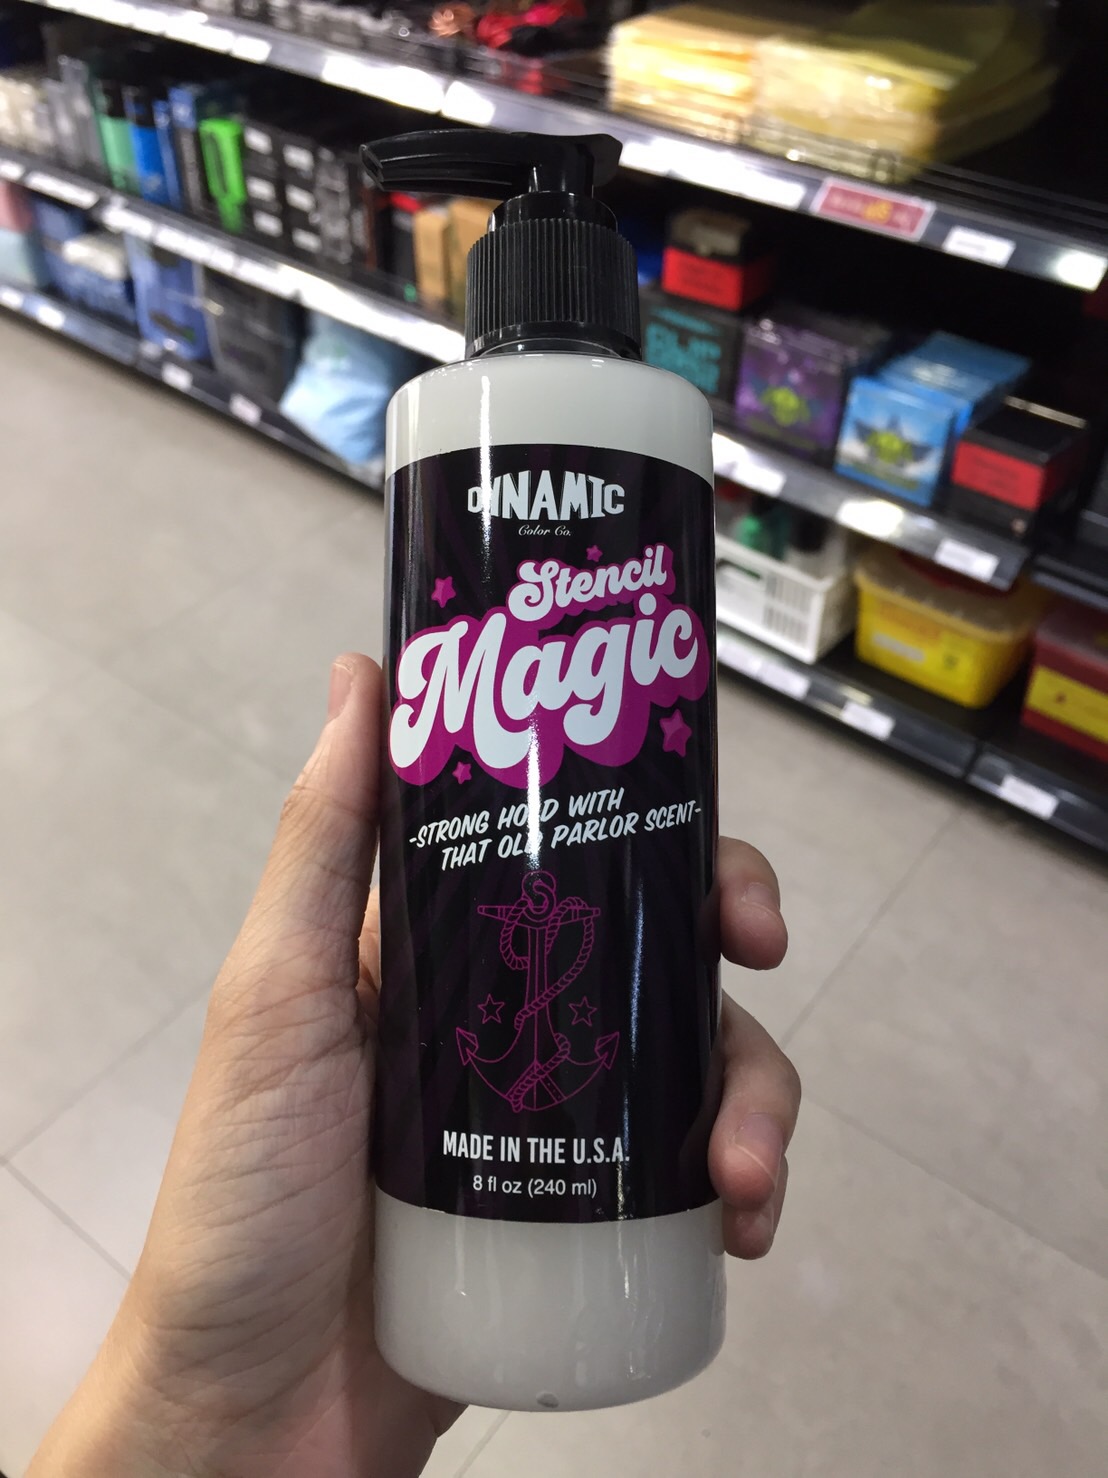 DYNAMIC
Color Co.
Stencil
Magic
-STRONG HOLD WITH
THAT OLD PARLOR SCENT-
MADE IN THE U.S.A.
8 fl oz (240 ml)